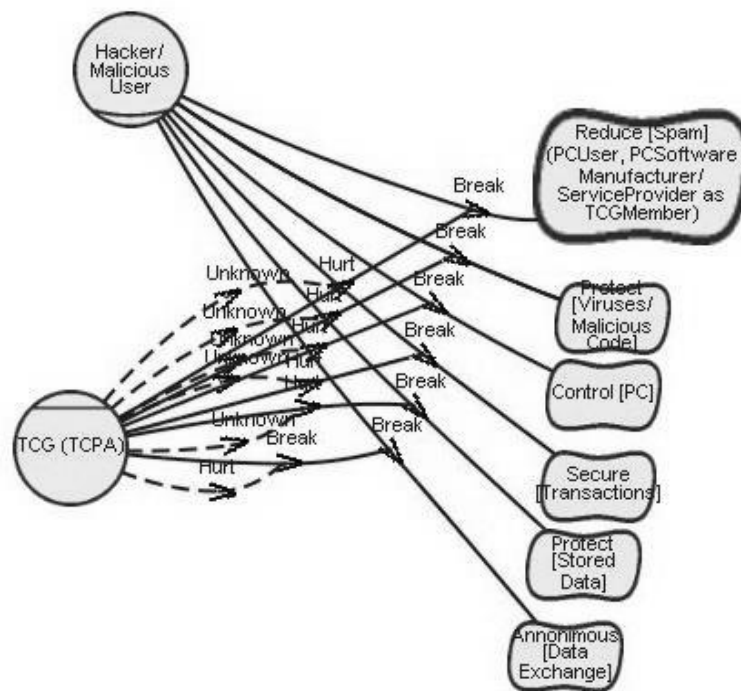 Hacker/
Malicious
User
Reduce [Spam]
(PCUser, PCSoftware
Manufacturer/
ServiceProvider as
TCGMember)
Break
Break
Unknown
Hurt
Break
Protect
[Viruses/
Malicious
Code]
Unknown
Hurt
Unknown
Hurt
Break
Unknown
Hurt
Control [PC]
Break
Unknown
Break
Break
TCG (TCPA)
Hurt
Secure
[Transactions]
Protect
[Stored
Data]
Annonimous
[Data
Exchange]